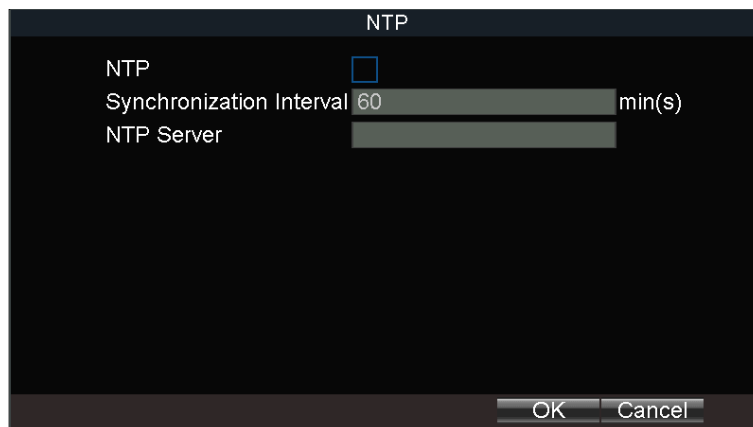 NTP
NTP
Synchronization Interval 60 min(s)
NTP Server
OK Cancel